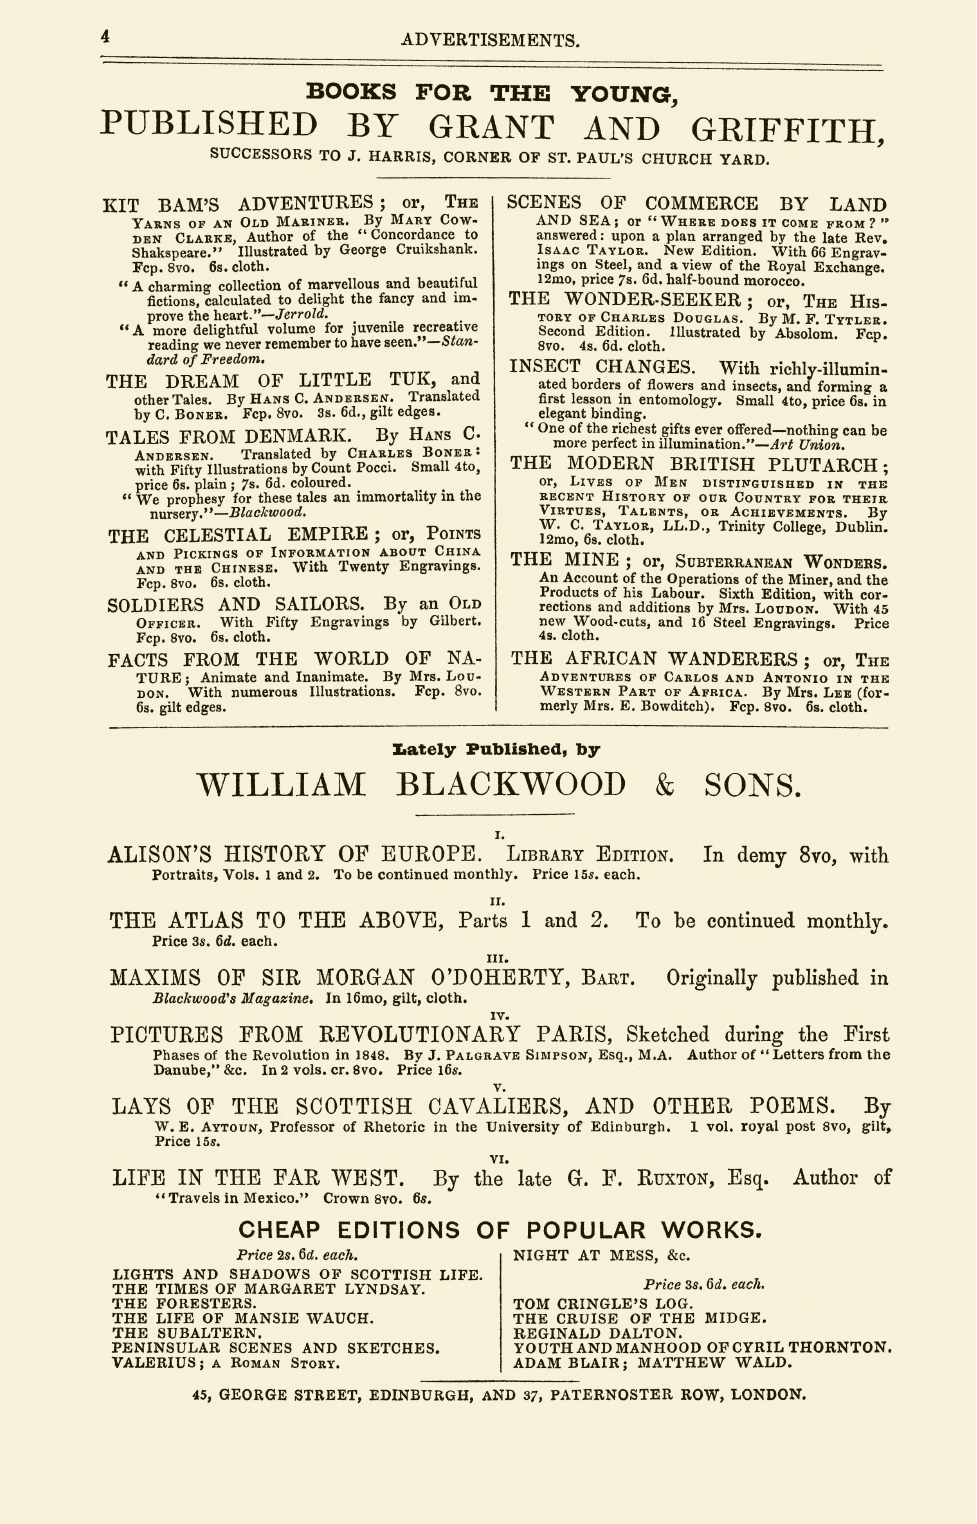 4
ADVERTISEMENTS.
BOOKS FOR THE YOUNG,
PUBLISHED BY GRANT AND GRIFFITH,
SUCCESSORS TO J. HARRIS, CORNER OF ST. PAUL'S CHURCH YARD.
KIT BAM'S ADVENTURES; or, THE
YARNS OF AN OLD MARINER. By MARY COW-
DEN CLARKE, Author of the "Concordance to
Shakspeare." Illustrated by George Cruikshank.
Fcp. 8vo. 6s. cloth.
"A charming collection of marvellous and beautiful
fictions, calculated to delight the fancy and im-
prove the heart."—Jerrold.
"A more delightful volume for juvenile recreative
reading we never remember to have seen."—Stan-
dard of Freedom.
THE DREAM OF LITTLE TUK, and
other Tales. By HANS C. ANDERSEN. Translated
by C. BONER. Fcp. 8vo. 3s. 6d., gilt edges.
TALES FROM DENMARK. By HANS C.
ANDERSEN. Translated by CHARLES BONER:
with Fifty Illustrations by Count Pocci. Small 4to,
price 6s. plain; 7s. 6d. coloured.
"We prophesy for these tales an immortality in the
nursery."—Blackwood.
THE CELESTIAL EMPIRE; or, POINTS
AND PICKINGS OF INFORMATION ABOUT CHINA
AND THE CHINESE. With Twenty Engravings.
Fcp. 8vo. 6s. cloth.
SOLDIERS AND SAILORS. By an OLD
OFFICER. With Fifty Engravings by Gilbert.
Fcp. 8vo. 6s. cloth.
FACTS FROM THE WORLD OF NA-
TURE; Animate and Inanimate. By Mrs. LOU-
DON. With numerous Illustrations. Fcp. 8vo.
6s. gilt edges.
SCENES OF COMMERCE BY LAND
AND SEA; or "WHERE DOES IT COME FROM?"
answered: upon a plan arranged by the late Rev.
ISAAC TAYLOR. New Edition. With 66 Engrav-
ings on Steel, and a view of the Royal Exchange.
12mo, price 7s. 6d. half-bound morocco.
THE WONDER-SEEKER; or, THE HIS-
TORY OF CHARLES DOUGLAS. By M. F. TYTLER.
Second Edition. Illustrated by Absolom. Fcp.
8vo. 4s. 6d. cloth.
INSECT CHANGES. With richly-illumin-
ated borders of flowers and insects, and forming a
first lesson in entomology. Small 4to, price 6s. in
elegant binding.
"One of the richest gifts ever offered—nothing can be
more perfect in illumination."—Art Union.
THE MODERN BRITISH PLUTARCH;
or, LIVES OF MEN DISTINGUISHED IN THE
RECENT HISTORY OF OUR COUNTRY FOR THEIR
VIRTUES, TALENTS, OR ACHIEVEMENTS. By
W. C. TAYLOR, LL.D., Trinity College, Dublin.
12mo, 6s. cloth.
THE MINE; or, SUBTERRANEAN WONDERS.
An Account of the Operations of the Miner, and the
Products of his Labour. Sixth Edition, with cor-
rections and additions by Mrs. LOUDON. With 45
new Wood-cuts, and 16 Steel Engravings. Price
4s. cloth.
THE AFRICAN WANDERERS; or, THE
ADVENTURES OF CARLOS AND ANTONIO IN THE
WESTERN PART OF AFRICA. By Mrs. LEE (for-
merly Mrs. E. Bowditch). Fcp. 8vo. 6s. cloth.
Lately Published, by
WILLIAM BLACKWOOD & SONS.
I.
ALISON'S HISTORY OF EUROPE. LIBRARY EDITION. In demy 8vo, with
Portraits, Vols. 1 and 2. To be continued monthly. Price 15s. each.
II.
THE ATLAS TO THE ABOVE, Parts 1 and 2. To be continued monthly.
Price 3s. 6d. each.
III.
MAXIMS OF SIR MORGAN O'DOHERTY, BART. Originally published in
Blackwood's Magazine. In 16mo, gilt, cloth.
IV.
PICTURES FROM REVOLUTIONARY PARIS, Sketched during the First
Phases of the Revolution in 1848. By J. PALGRAVE SIMPSON, Esq., M.A. Author of "Letters from the
Danube," &c. In 2 vols. cr. 8vo. Price 16s.
V.
LAYS OF THE SCOTTISH CAVALIERS, AND OTHER POEMS. By
W. E. AYTOUN, Professor of Rhetoric in the University of Edinburgh. 1 vol. royal post 8vo, gilt,
Price 15s.
VI.
LIFE IN THE FAR WEST. By the late G. F. RUXTON, Esq. Author of
"Travels in Mexico." Crown 8vo. 6s.
CHEAP EDITIONS OF POPULAR WORKS.
Price 2s. 6d. each.
LIGHTS AND SHADOWS OF SCOTTISH LIFE.
THE TIMES OF MARGARET LYNDSAY.
THE FORESTERS.
THE LIFE OF MANSIE WAUCH.
THE SUBALTERN.
PENINSULAR SCENES AND SKETCHES.
VALERIUS; A ROMAN STORY.
NIGHT AT MESS, &c.
Price 3s. 6d. each.
TOM CRINGLE'S LOG.
THE CRUISE OF THE MIDGE.
REGINALD DALTON.
YOUTH AND MANHOOD OF CYRIL THORNTON.
ADAM BLAIR; MATTHEW WALD.
45, GEORGE STREET, EDINBURGH, AND 37, PATERNOSTER ROW, LONDON.